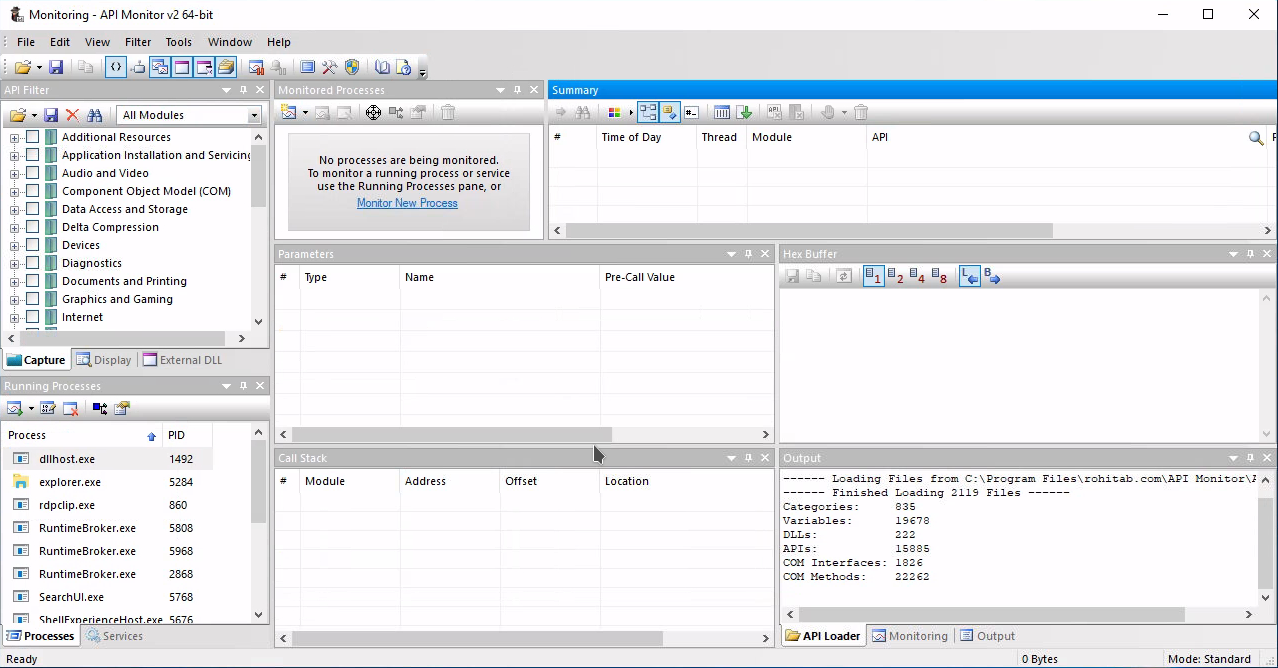 Monitoring - API Monitor v2 64-bit
File Edit View Filter Tools Window Help
API Filter
All Modules
Additional Resources
Application Installation and Servicing
Audio and Video
Component Object Model (COM)
Data Access and Storage
Delta Compression
Devices
Diagnostics
Documents and Printing
Graphics and Gaming
Internet
Capture Display External DLL
Running Processes
Process PID
dllhost.exe 1492
explorer.exe 5284
rdpclip.exe 860
RuntimeBroker.exe 5808
RuntimeBroker.exe 5968
RuntimeBroker.exe 2868
SearchUI.exe 5768
ShellExperienceHost.exe 5676
Processes Services
Monitored Processes
No processes are being monitored.
To monitor a running process or service
use the Running Processes pane, or
Monitor New Process
Summary
# Time of Day Thread Module API
Parameters
# Type Name Pre-Call Value
Hex Buffer
1 2 4 8 L B
Call Stack
# Module Address Offset Location
Output
------ Loading Files from C:\Program Files\rohitab.com\API Monitor\A
------ Finished Loading 2119 Files ------
Categories: 835
Variables: 19678
DLLs: 222
APIs: 15885
COM Interfaces: 1826
COM Methods: 22262
API Loader Monitoring Output
Ready 0 Bytes Mode: Standard